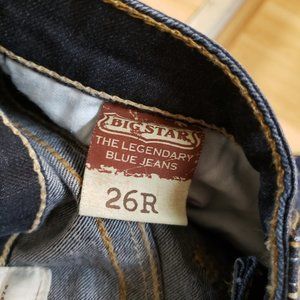 BIG STAR
THE LEGENDARY
BLUE JEANS
26R